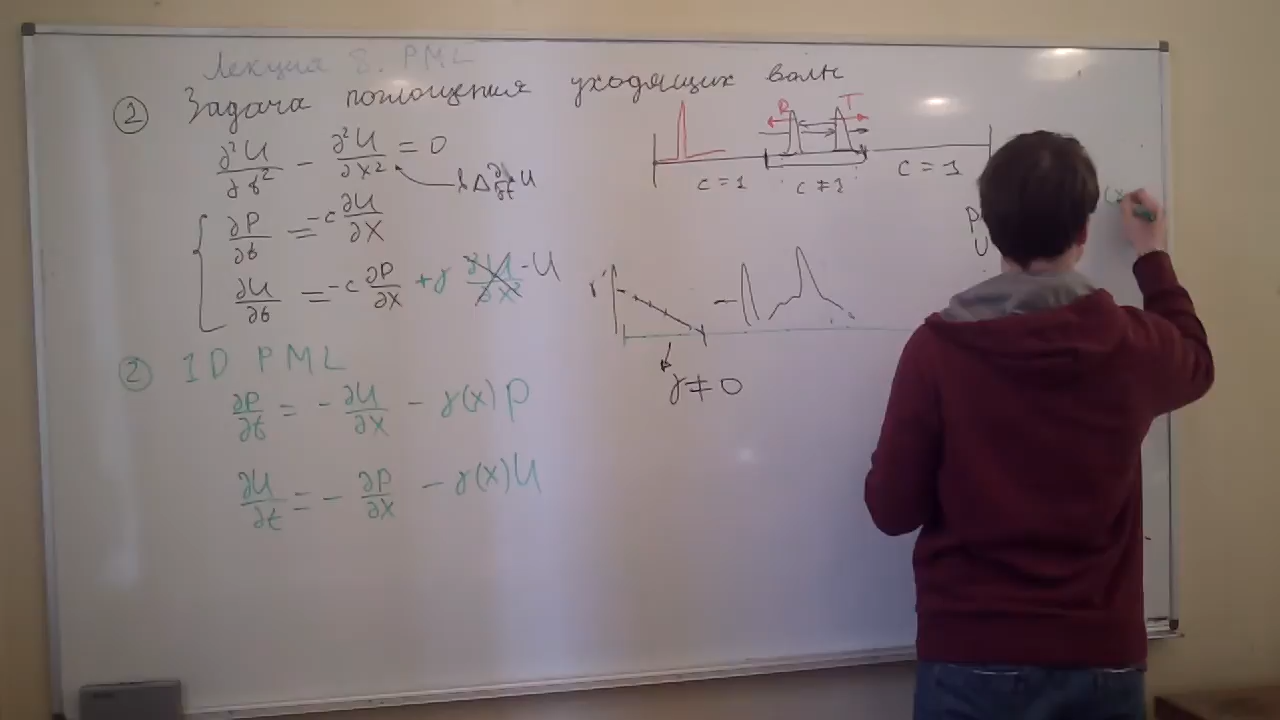 Лекция 8. PML
① Задача поглощения уходящих волн
∂²U/∂t² - ∂²U/∂x² = 0
∂P/∂t = -c ∂U/∂x
∂U/∂t = -c ∂P/∂x + γ - U
R T
c = 1 c ≠ 1 c = 1
γ ≠ 0
② 1D PML
∂P/∂t = - ∂U/∂x - γ(x) P
∂U/∂t = - ∂P/∂x - γ(x) U
P
U